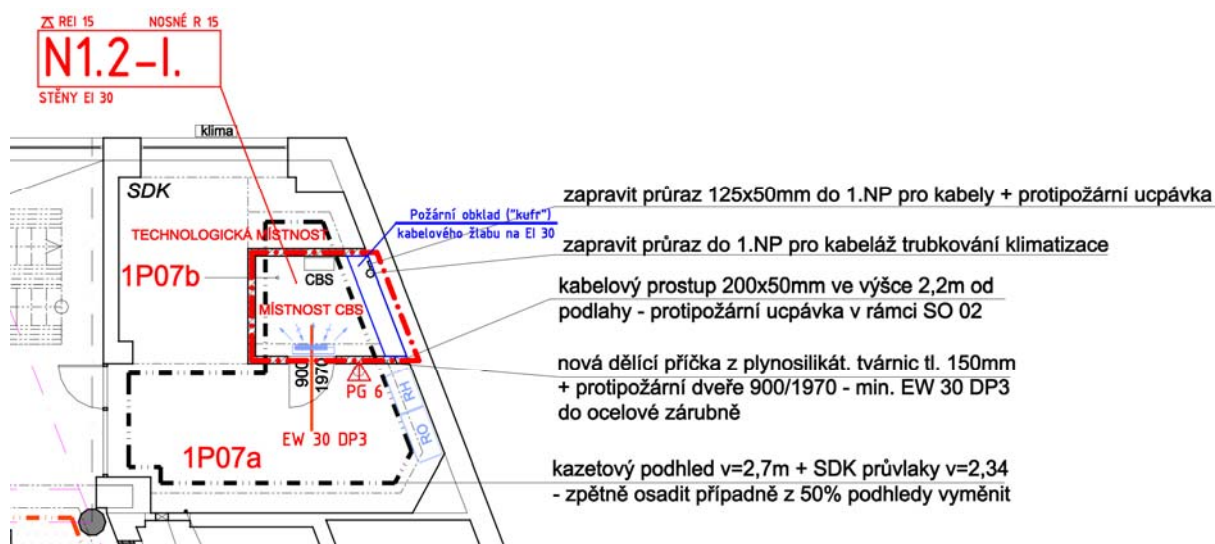 REI 15 NOSNÉ R 15
N1.2-I.
STĚNY EI 30
klima
SDK
TECHNOLOGICKÁ MÍSTNOST
1P07b
CBS
MÍSTNOST CBS
Požární obklad ("kufr")
kabelového žlabu na EI 30
900
1970
PG 6
EW 30 DP3
RH
RO
1P07a
zapravit průraz 125x50mm do 1.NP pro kabely + protipožární ucpávka
zapravit průraz do 1.NP pro kabeláž trubkování klimatizace
kabelový prostup 200x50mm ve výšce 2,2m od
podlahy - protipožární ucpávka v rámci SO 02
nová dělící příčka z plynosilikát. tvárnic tl. 150mm
+ protipožární dveře 900/1970 - min. EW 30 DP3
do ocelové zárubně
kazetový podhled v=2,7m + SDK průvlaky v=2,34
- zpětně osadit případně z 50% podhledy vyměnit